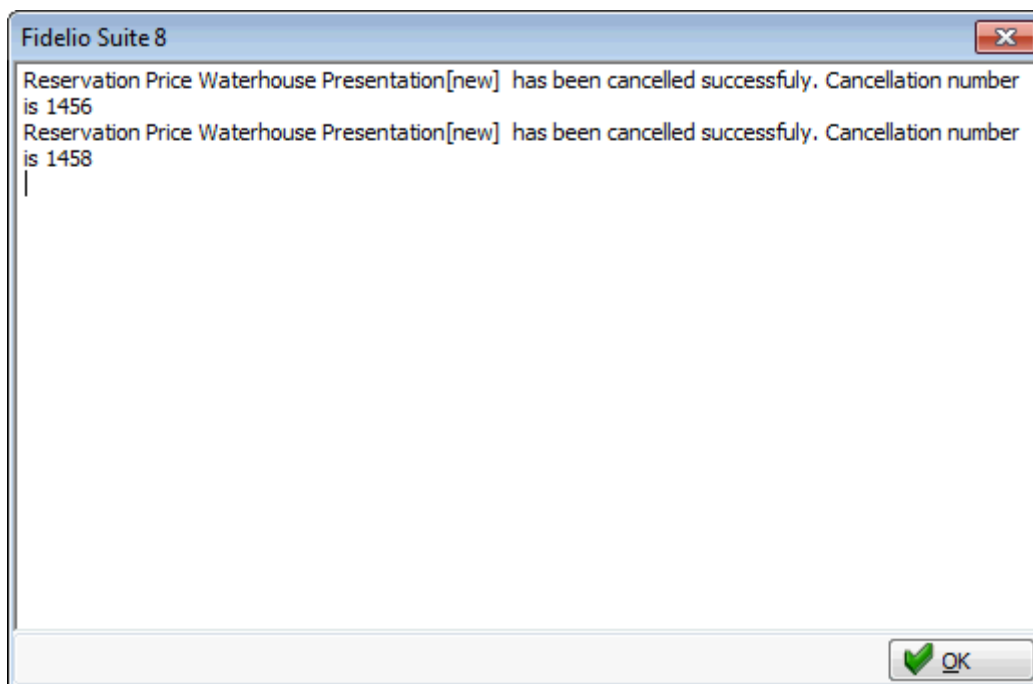 Fidelio Suite 8
Reservation Price Waterhouse Presentation[new]  has been cancelled successfuly. Cancellation number
is 1456
Reservation Price Waterhouse Presentation[new]  has been cancelled successfuly. Cancellation number
is 1458
OK